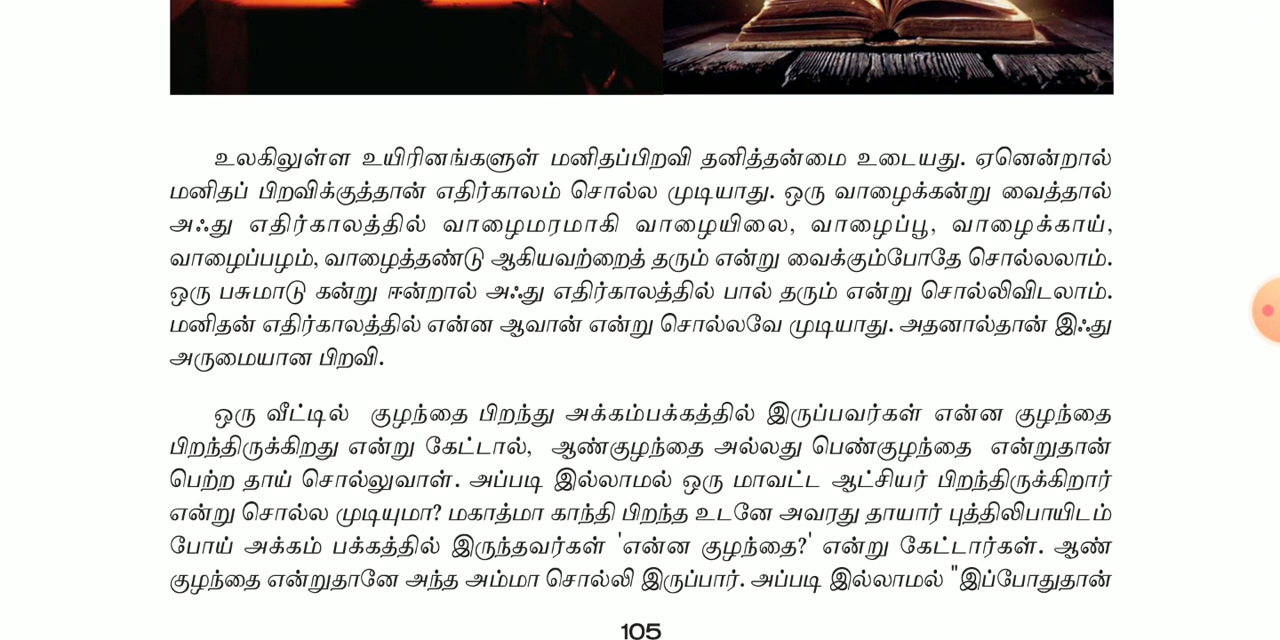 உலகிலுள்ள உயிரினங்களுள் மனிதப்பிறவி தனித்தன்மை உடையது. ஏனென்றால்
மனிதப் பிறவிக்குத்தான் எதிர்காலம் சொல்ல முடியாது. ஒரு வாழைக்கன்று வைத்தால்
அஃது எதிர்காலத்தில் வாழைமரமாகி வாழையிலை, வாழைப்பூ, வாழைக்காய்,
வாழைப்பழம், வாழைத்தண்டு ஆகியவற்றைத் தரும் என்று வைக்கும்போதே சொல்லலாம்.
ஒரு பசுமாடு கன்று ஈன்றால் அஃது எதிர்காலத்தில் பால் தரும் என்று சொல்லிவிடலாம்.
மனிதன் எதிர்காலத்தில் என்ன ஆவான் என்று சொல்லவே முடியாது. அதனால்தான் இஃது
அருமையான பிறவி.
ஒரு வீட்டில் குழந்தை பிறந்து அக்கம்பக்கத்தில் இருப்பவர்கள் என்ன குழந்தை
பிறந்திருக்கிறது என்று கேட்டால், ஆண்குழந்தை அல்லது பெண்குழந்தை என்றுதான்
பெற்ற தாய் சொல்லுவாள். அப்படி இல்லாமல் ஒரு மாவட்ட ஆட்சியர் பிறந்திருக்கிறார்
என்று சொல்ல முடியுமா? மகாத்மா காந்தி பிறந்த உடனே அவரது தாயார் புத்திலிபாயிடம்
போய் அக்கம் பக்கத்தில் இருந்தவர்கள் 'என்ன குழந்தை?' என்று கேட்டார்கள். ஆண்
குழந்தை என்றுதானே அந்த அம்மா சொல்லி இருப்பார். அப்படி இல்லாமல் "இப்போதுதான்
105